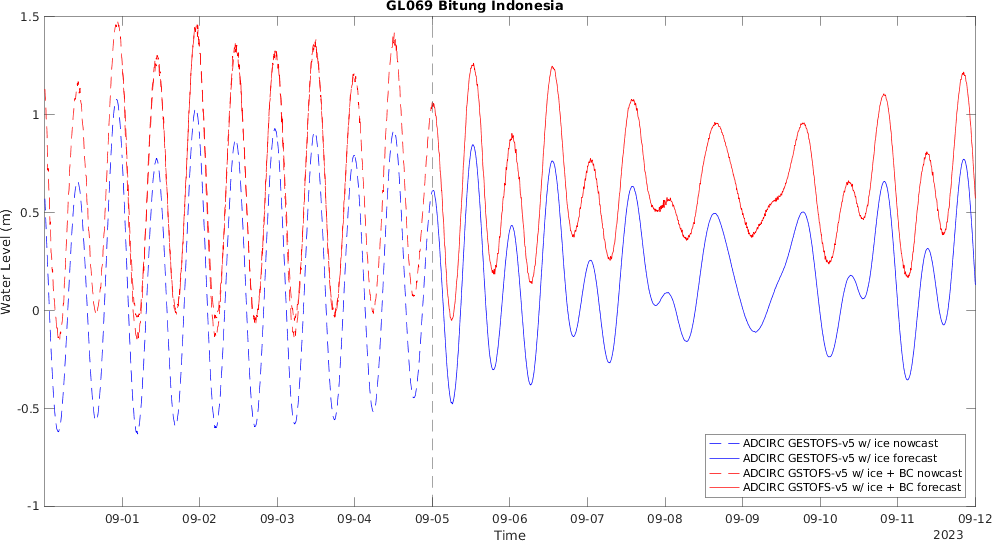 GL069 Bitung Indonesia
1.5
1
0.5
0
-0.5
-1
Water Level (m)
09-01 09-02 09-03 09-04 09-05 09-06 09-07 09-08 09-09 09-10 09-11 09-12
Time
2023
ADCIRC GESTOFS-v5 w/ ice nowcast
ADCIRC GESTOFS-v5 w/ ice forecast
ADCIRC GSTOFS-v5 w/ ice + BC nowcast
ADCIRC GSTOFS-v5 w/ ice + BC forecast